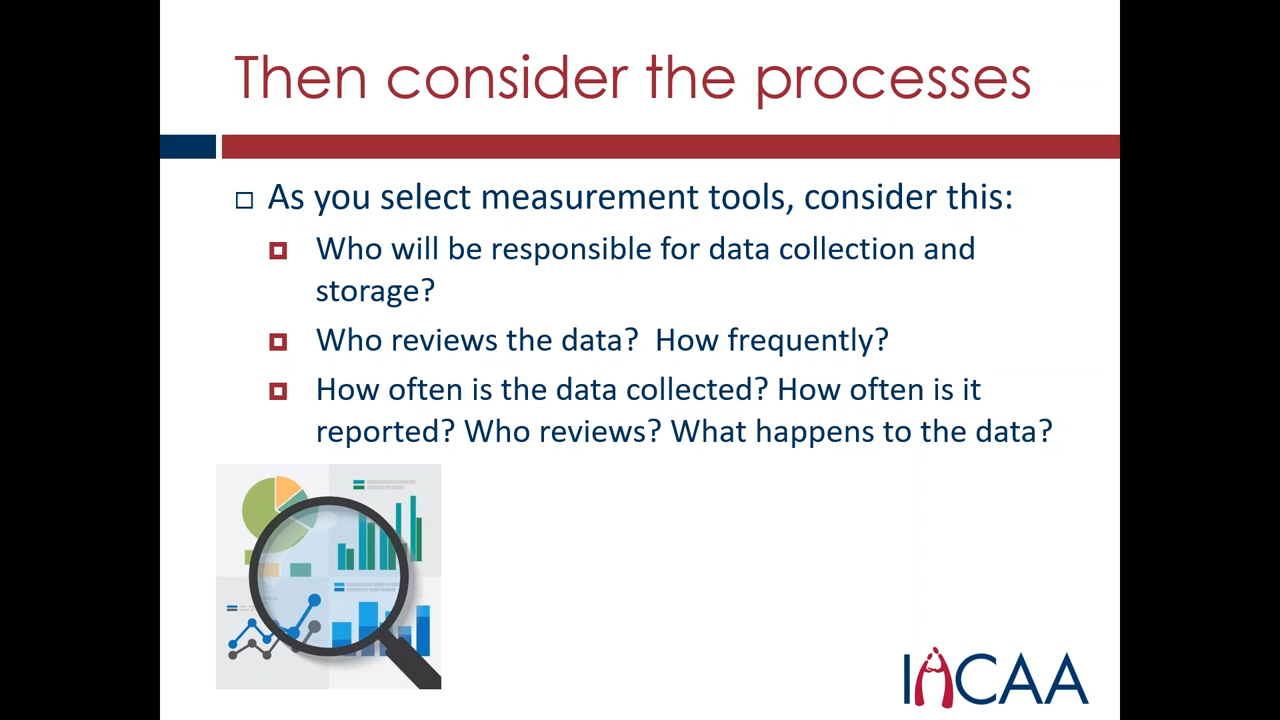 Then consider the processes
As you select measurement tools, consider this:
Who will be responsible for data collection and
storage?
Who reviews the data?  How frequently?
How often is the data collected? How often is it
reported? Who reviews? What happens to the data?
IACAA